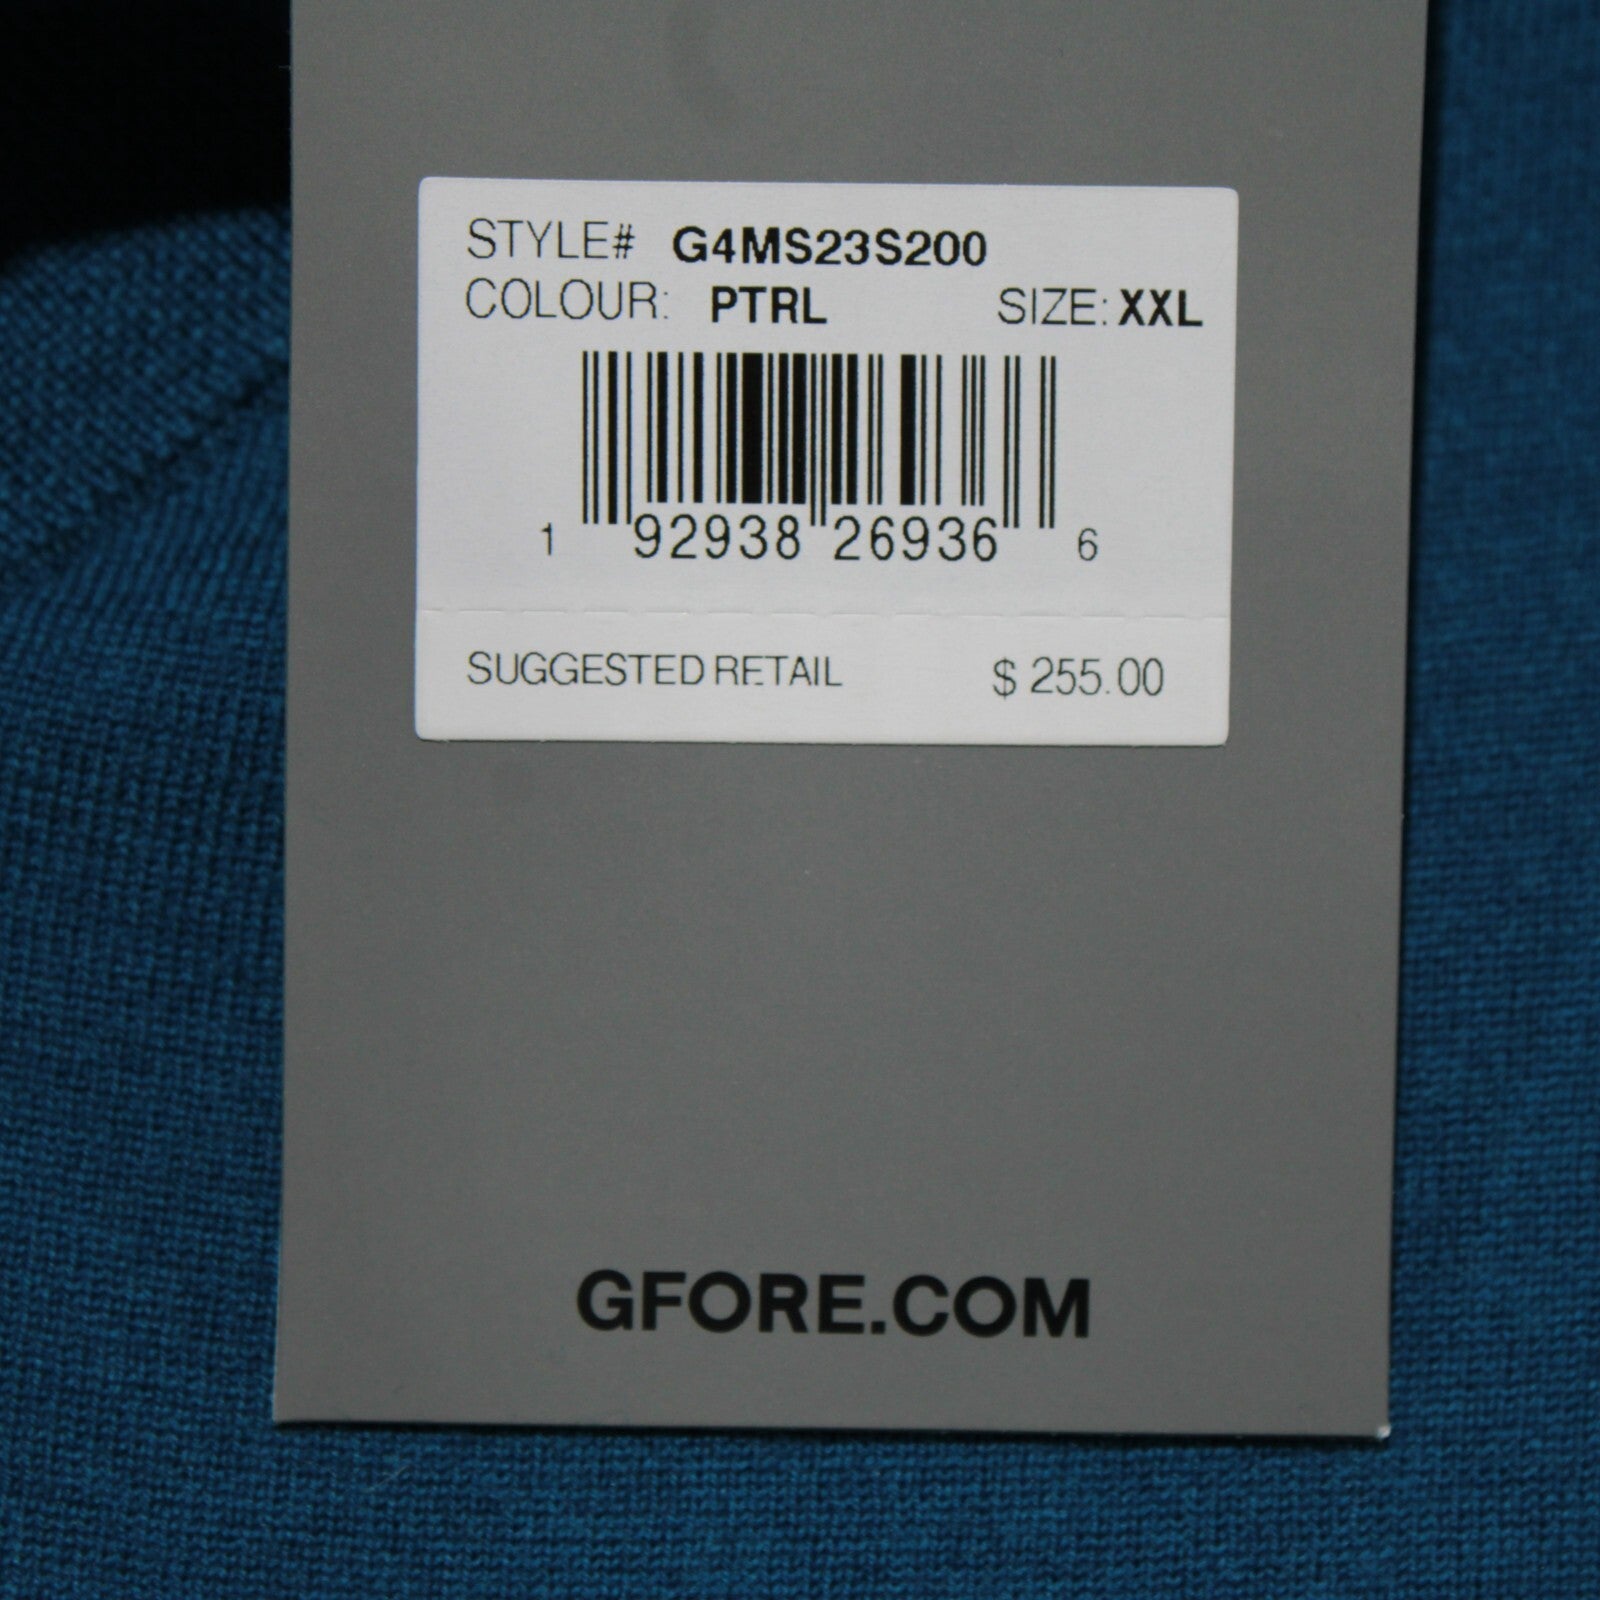 STYLE# G4MS23S200
COLOUR: PTRL SIZE: XXL
1 92938 26936 6
SUGGESTED RETAIL $ 255.00
GFORE.COM